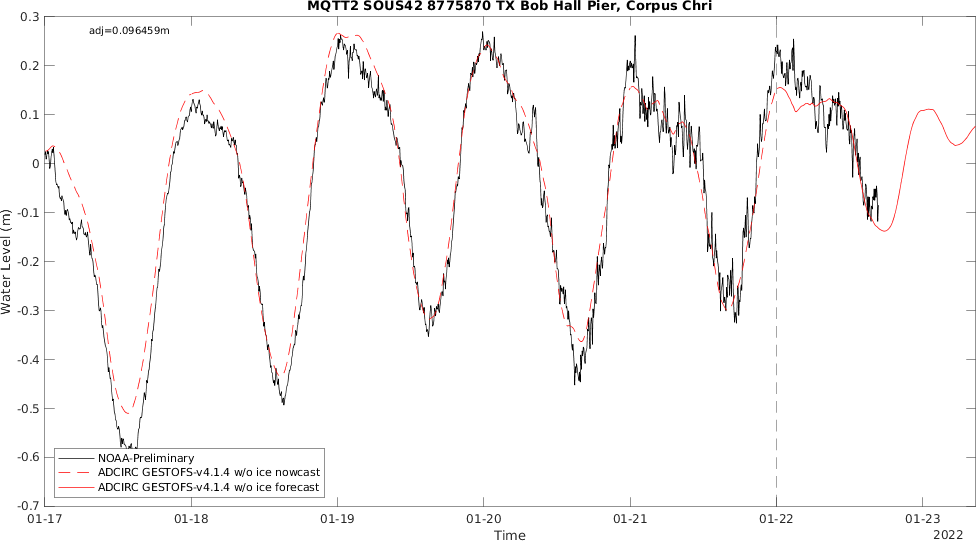 MQTT2 SOUS42 8775870 TX Bob Hall Pier, Corpus Chri
adj=0.096459m
0.3
0.2
0.1
0
-0.1
-0.2
-0.3
-0.4
-0.5
-0.6
-0.7
Water Level (m)
NOAA-Preliminary
ADCIRC GESTOFS-v4.1.4 w/o ice nowcast
ADCIRC GESTOFS-v4.1.4 w/o ice forecast
01-17 01-18 01-19 01-20 01-21 01-22 01-23
Time
2022